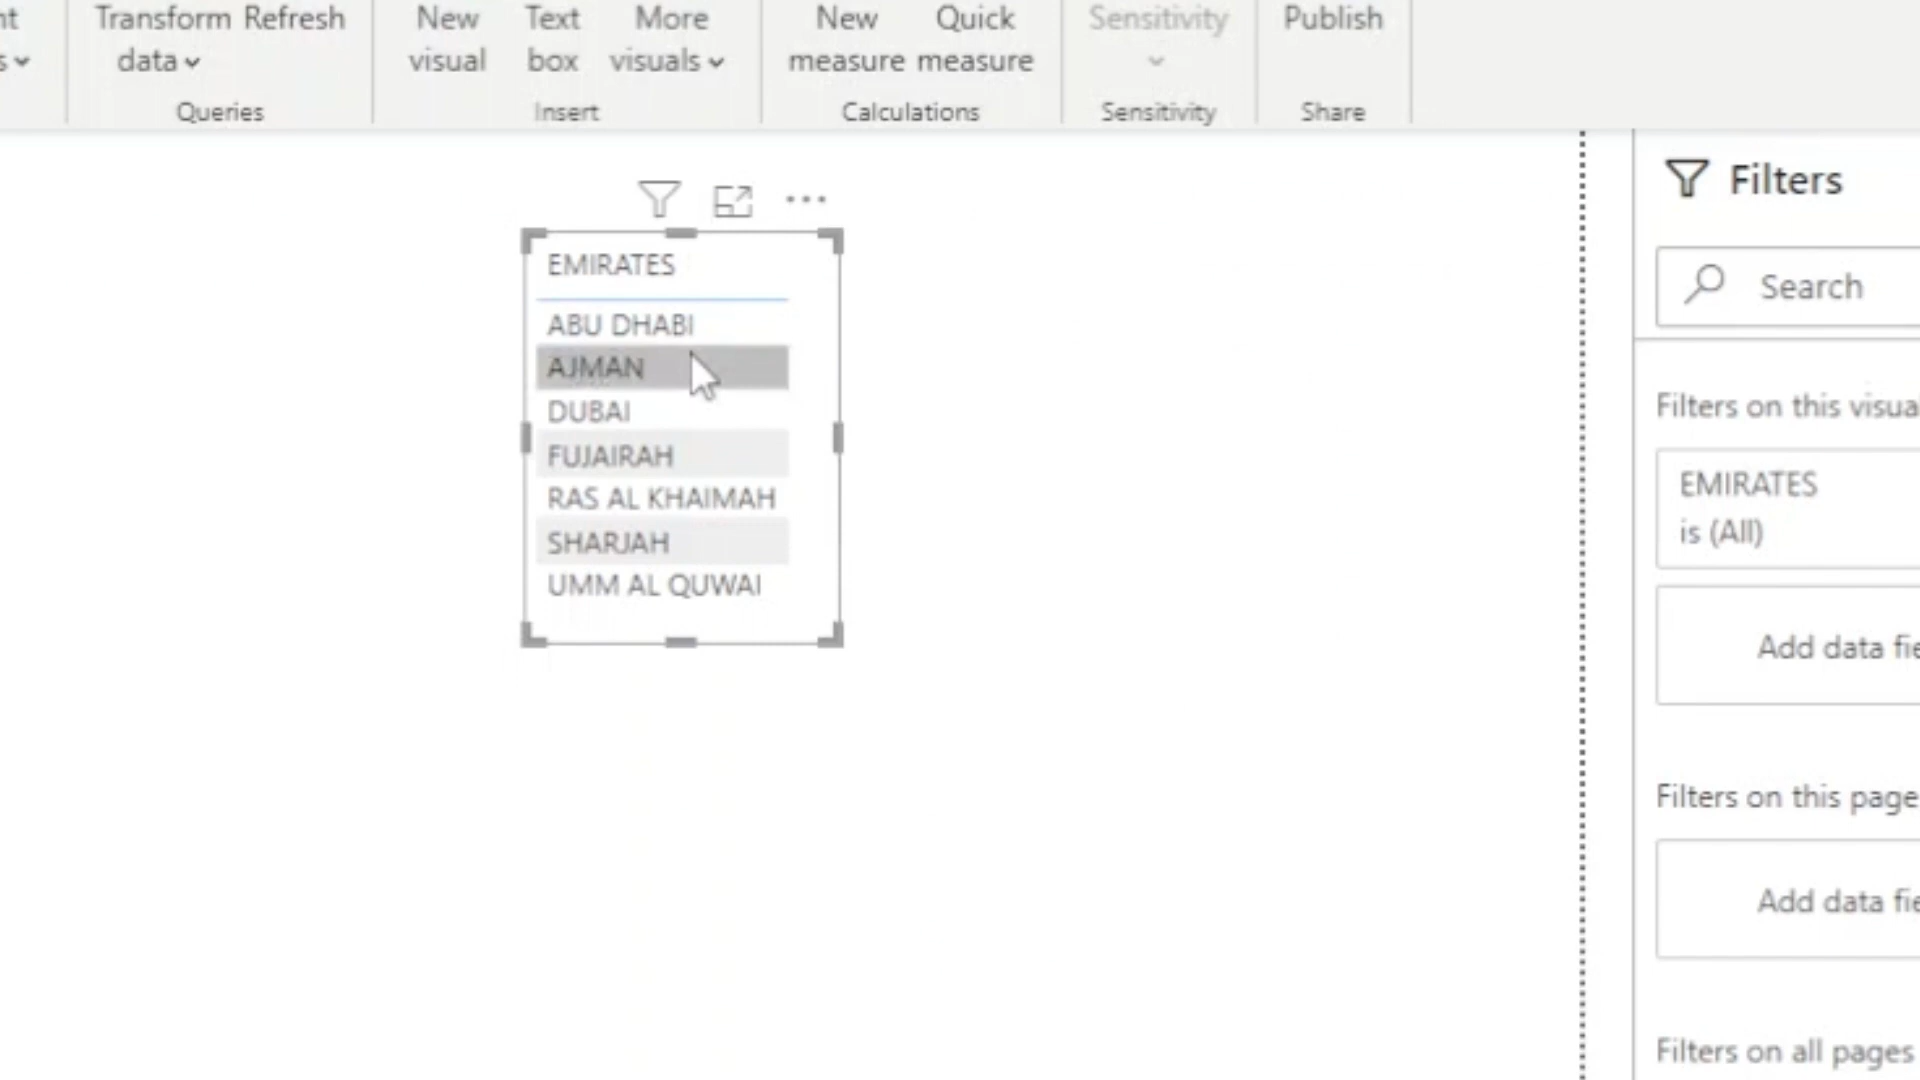 nt
s
Transform
data
Refresh
Queries
New
visual
Text
box
More
visuals
Insert
New
measure
Quick
measure
Calculations
Sensitivity
Sensitivity
Publish
Share
EMIRATES
ABU DHABI
AJMAN
DUBAI
FUJAIRAH
RAS AL KHAIMAH
SHARJAH
UMM AL QUWAI
Filters
Search
Filters on this visua
EMIRATES
is (All)
Add data fie
Filters on this page
Add data fie
Filters on all pages